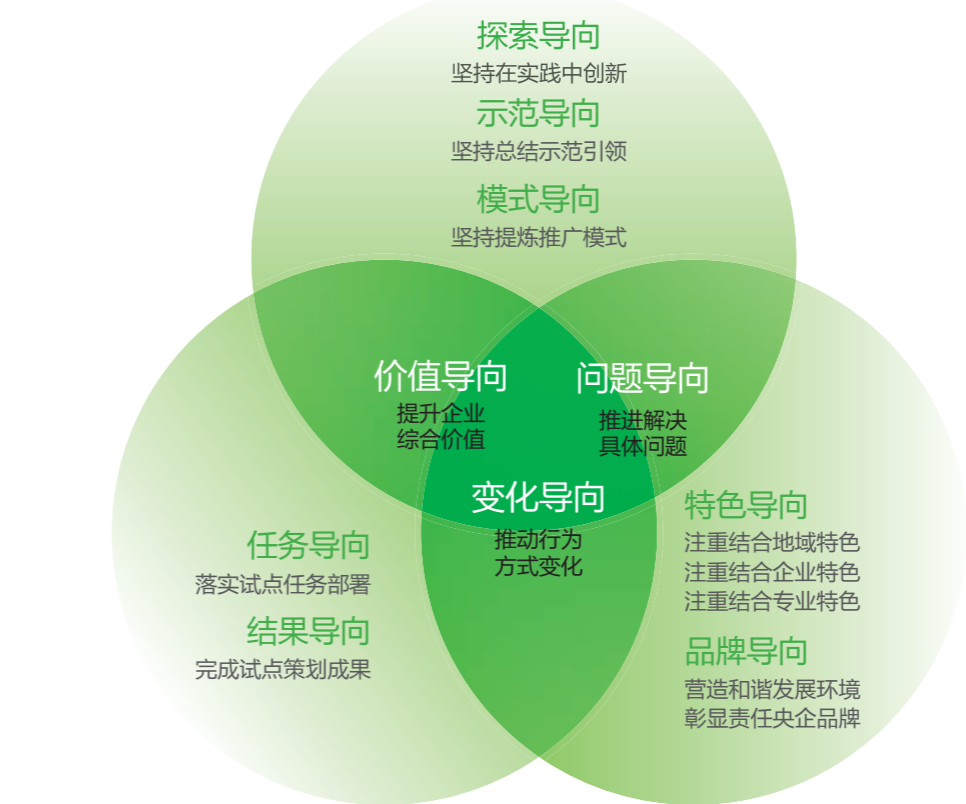 探索导向
坚持在实践中创新
示范导向
坚持总结示范引领
模式导向
坚持提炼推广模式
价值导向
提升企业
综合价值
问题导向
推进解决
具体问题
变化导向
推动行为
方式变化
任务导向
落实试点任务部署
结果导向
完成试点策划成果
特色导向
注重结合地域特色
注重结合企业特色
注重结合专业特色
品牌导向
营造和谐发展环境
彰显责任央企品牌